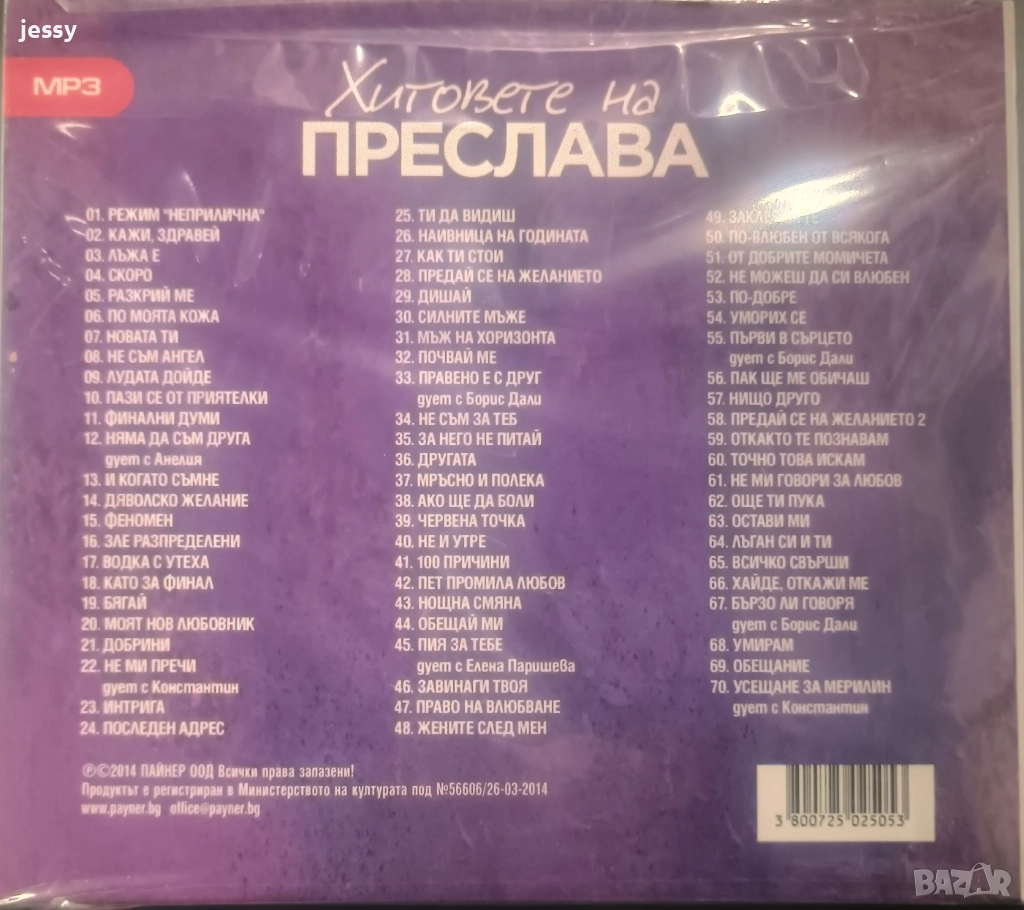 jessy
MP3
Хитовете на
ПРЕСЛАВА
01. РЕЖИМ "НЕПРИЛИЧНА"
02. КАЖИ, ЗДРАВЕЙ
03. ЛЪЖА Е
04. СКОРО
05. РАЗКРИЙ МЕ
06. ПО МОЯТА КОЖА
07. НОВАТА ТИ
08. НЕ СЪМ АНГЕЛ
09. ЛУДАТА ДОЙДЕ
10. ПАЗИ СЕ ОТ ПРИЯТЕЛКИ
11. ФИНАЛНИ ДУМИ
12. НЯМА ДА СЪМ ДРУГА
дует с Анелия
13. И КОГАТО СЪМНЕ
14. ДЯВОЛСКО ЖЕЛАНИЕ
15. ФЕНОМЕН
16. ЗЛЕ РАЗПРЕДЕЛЕНИ
17. ВОДКА С УТЕХА
18. КАТО ЗА ФИНАЛ
19. БЯГАЙ
20. МОЯТ НОВ ЛЮБОВНИК
21. ДОБРИНИ
22. НЕ МИ ПРЕЧИ
дует с Константин
23. ИНТРИГА
24. ПОСЛЕДЕН АДРЕС
25. ТИ ДА ВИДИШ
26. НАИВНИЦА НА ГОДИНАТА
27. КАК ТИ СТОИ
28. ПРЕДАЙ СЕ НА ЖЕЛАНИЕТО
29. ДИШАЙ
30. СИЛНИТЕ МЪЖЕ
31. МЪЖ НА ХОРИЗОНТА
32. ПОЧВАЙ МЕ
33. ПРАВЕНО Е С ДРУГ
дует с Борис Дали
34. НЕ СЪМ ЗА ТЕБ
35. ЗА НЕГО НЕ ПИТАЙ
36. ДРУГАТА
37. МРЪСНО И ПОЛЕКА
38. АКО ЩЕ ДА БОЛИ
39. ЧЕРВЕНА ТОЧКА
40. НЕ И УТРЕ
41. 100 ПРИЧИНИ
42. ПЕТ ПРОМИЛА ЛЮБОВ
43. НОЩНА СМЯНА
44. ОБЕЩАЙ МИ
45. ПИЯ ЗА ТЕБЕ
дует с Елена Паришева
46. ЗАВИНАГИ ТВОЯ
47. ПРАВО НА ВЛЮБВАНЕ
48. ЖЕНИТЕ СЛЕД МЕН
49.
50. ПО-ВЛЮБЕН ОТ ВСЯКОГА
51. ОТ ДОБРИТЕ МОМИЧЕТА
52. НЕ МОЖЕШ ДА СИ ВЛЮБЕН
53. ПО-ДОБРЕ
54. УМОРИХ СЕ
55. ПЪРВИ В СЪРЦЕТО
дует с Борис Дали
56. ПАК ЩЕ МЕ ОБИЧАШ
57. НИЩО ДРУГО
58. ПРЕДАЙ СЕ НА ЖЕЛАНИЕТО 2
59. ОТКАКТО ТЕ ПОЗНАВАМ
60. ТОЧНО ТОВА ИСКАМ
61. НЕ МИ ГОВОРИ ЗА ЛЮБОВ
62. ОЩЕ ТИ ПУКА
63. ОСТАВИ МИ
64. ЛЪГАН СИ И ТИ
65. ВСИЧКО СВЪРШИ
66. ХАЙДЕ, ОТКАЖИ МЕ
67. БЪРЗО ЛИ ГОВОРЯ
дует с Борис Дали
68. УМИРАМ
69. ОБЕЩАНИЕ
70. УСЕЩАНЕ ЗА МЕРИЛИН
дует с Константин
℗©2014 ПАЙНЕР ООД Всички права запазени!
Продуктът е регистриран в Министерството на културата под №56606/26-03-2014
www.payner.bg office@payner.bg
3 800725 025053
BAZAR